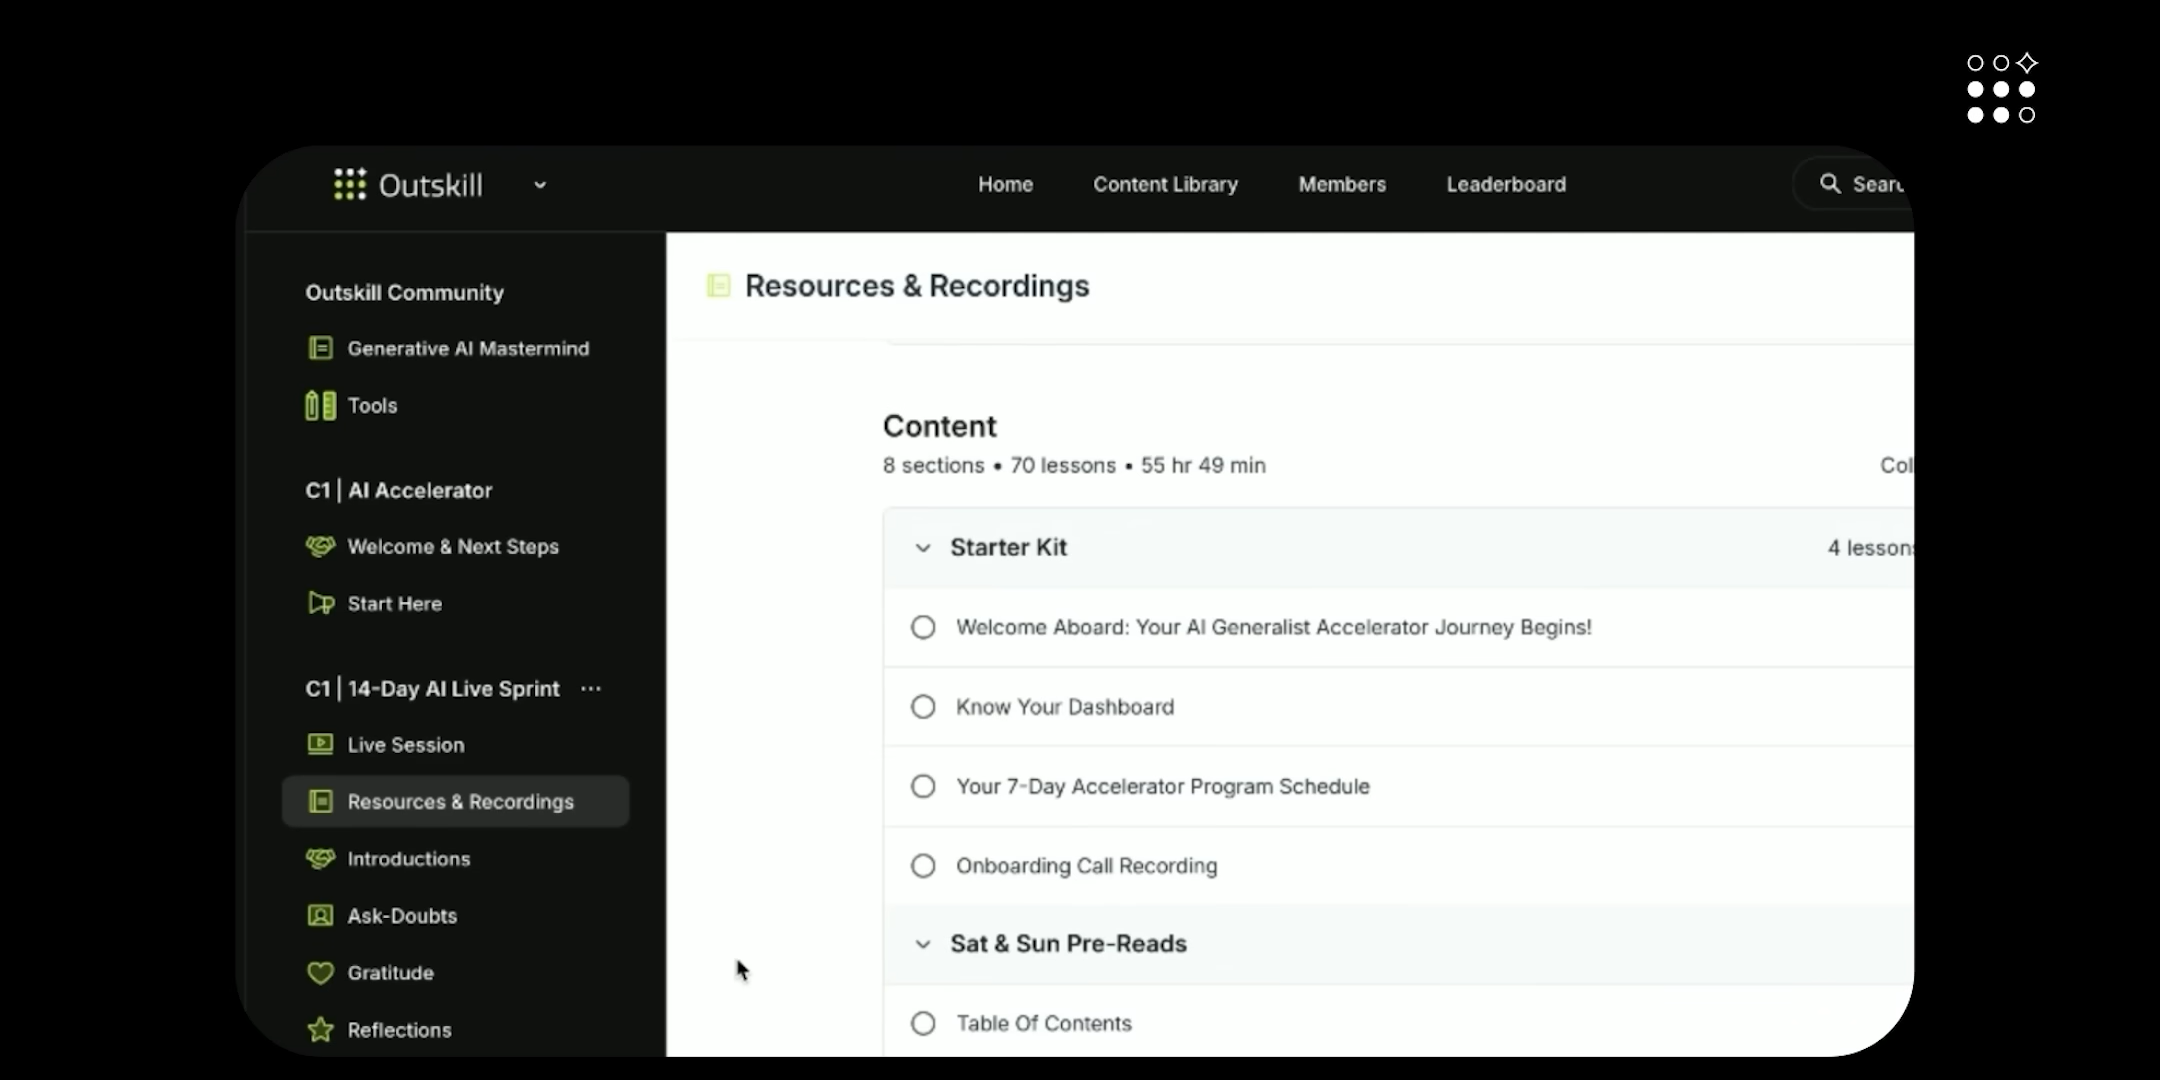 Outskill
Home
Content Library
Members
Leaderboard
Outskill Community
Generative AI Mastermind
Tools
C1 | AI Accelerator
Welcome & Next Steps
Start Here
C1 | 14-Day AI Live Sprint
Live Session
Resources & Recordings
Introductions
Ask-Doubts
Gratitude
Reflections
Resources & Recordings
Content
8 sections • 70 lessons • 55 hr 49 min
Starter Kit
4 lessons
Welcome Aboard: Your AI Generalist Accelerator Journey Begins!
Know Your Dashboard
Your 7-Day Accelerator Program Schedule
Onboarding Call Recording
Sat & Sun Pre-Reads
Table Of Contents